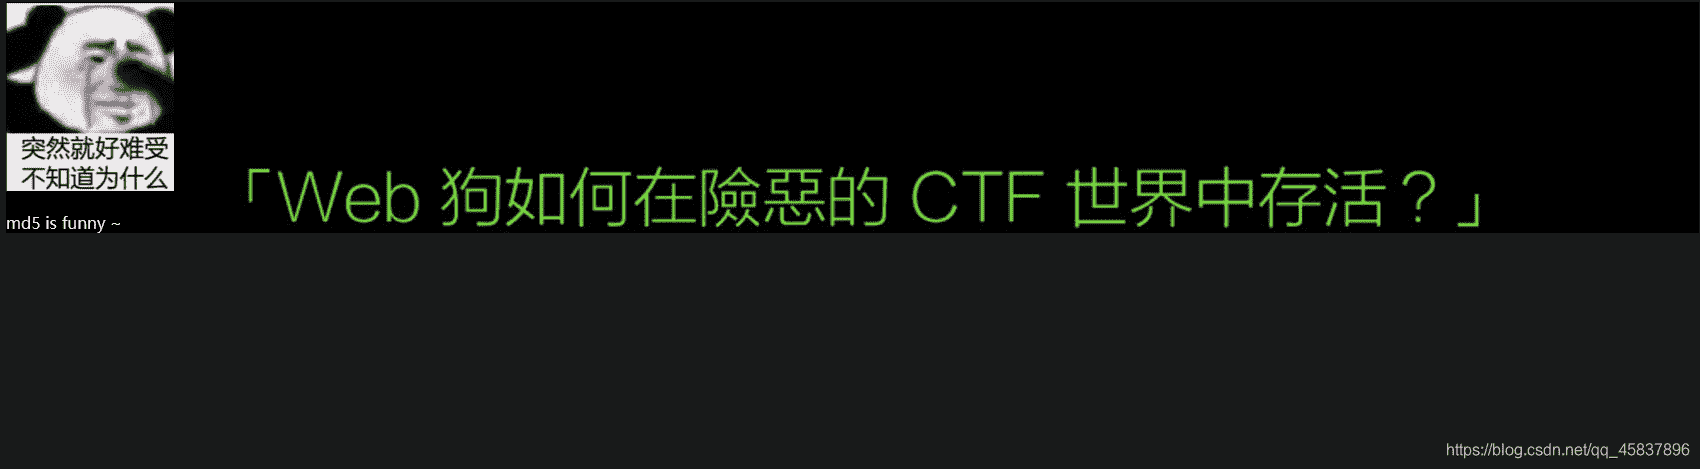 突然就好难受
不知道为什么
「Web 狗如何在險惡的 CTF 世界中存活？」
md5 is funny ~
https://blog.csdn.net/qq_45837896